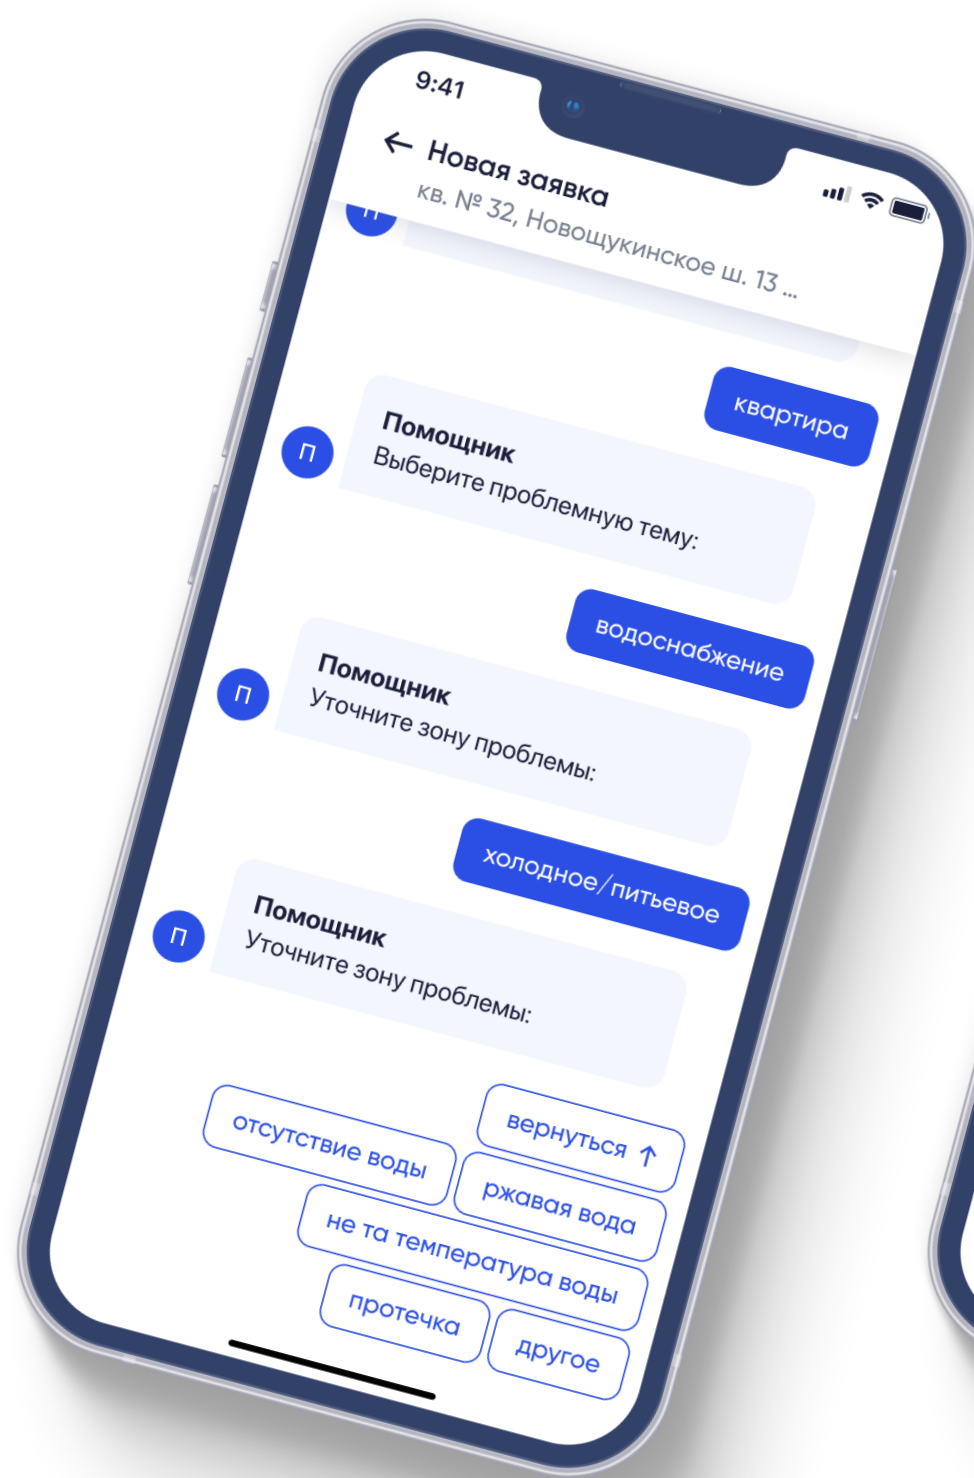 9:41
← Новая заявка
кв. № 32, Новощукинское ш. 13 ...
П
квартира
Помощник
Выберите проблемную тему:
П
водоснабжение
Помощник
Уточните зону проблемы:
П
холодное/питьевое
Помощник
Уточните зону проблемы:
П
вернуться ↑
отсутствие воды
ржавая вода
не та температура воды
протечка
другое